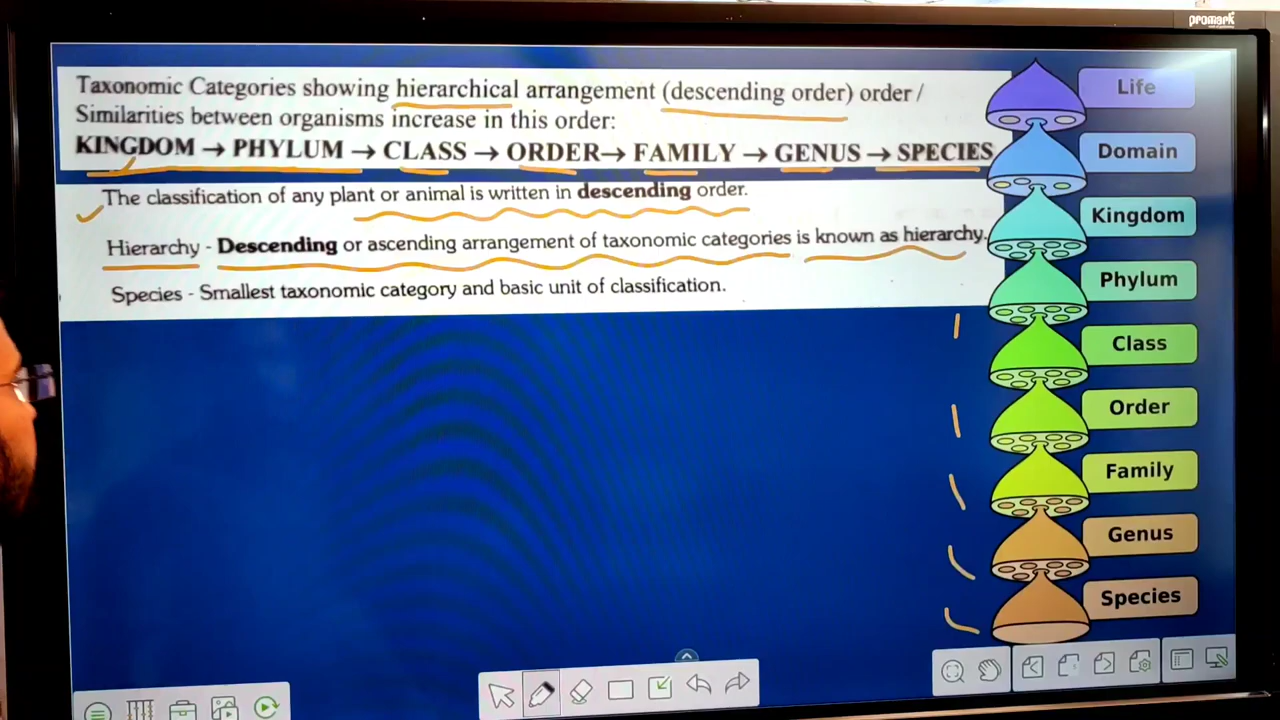 promark
Taxonomic Categories showing hierarchical arrangement (descending order) order /
Similarities between organisms increase in this order:
KINGDOM → PHYLUM → CLASS → ORDER → FAMILY → GENUS → SPECIES
The classification of any plant or animal is written in descending order.
Hierarchy - Descending or ascending arrangement of taxonomic categories is known as hierarchy.
Species - Smallest taxonomic category and basic unit of classification.
Life
Domain
Kingdom
Phylum
Class
Order
Family
Genus
Species